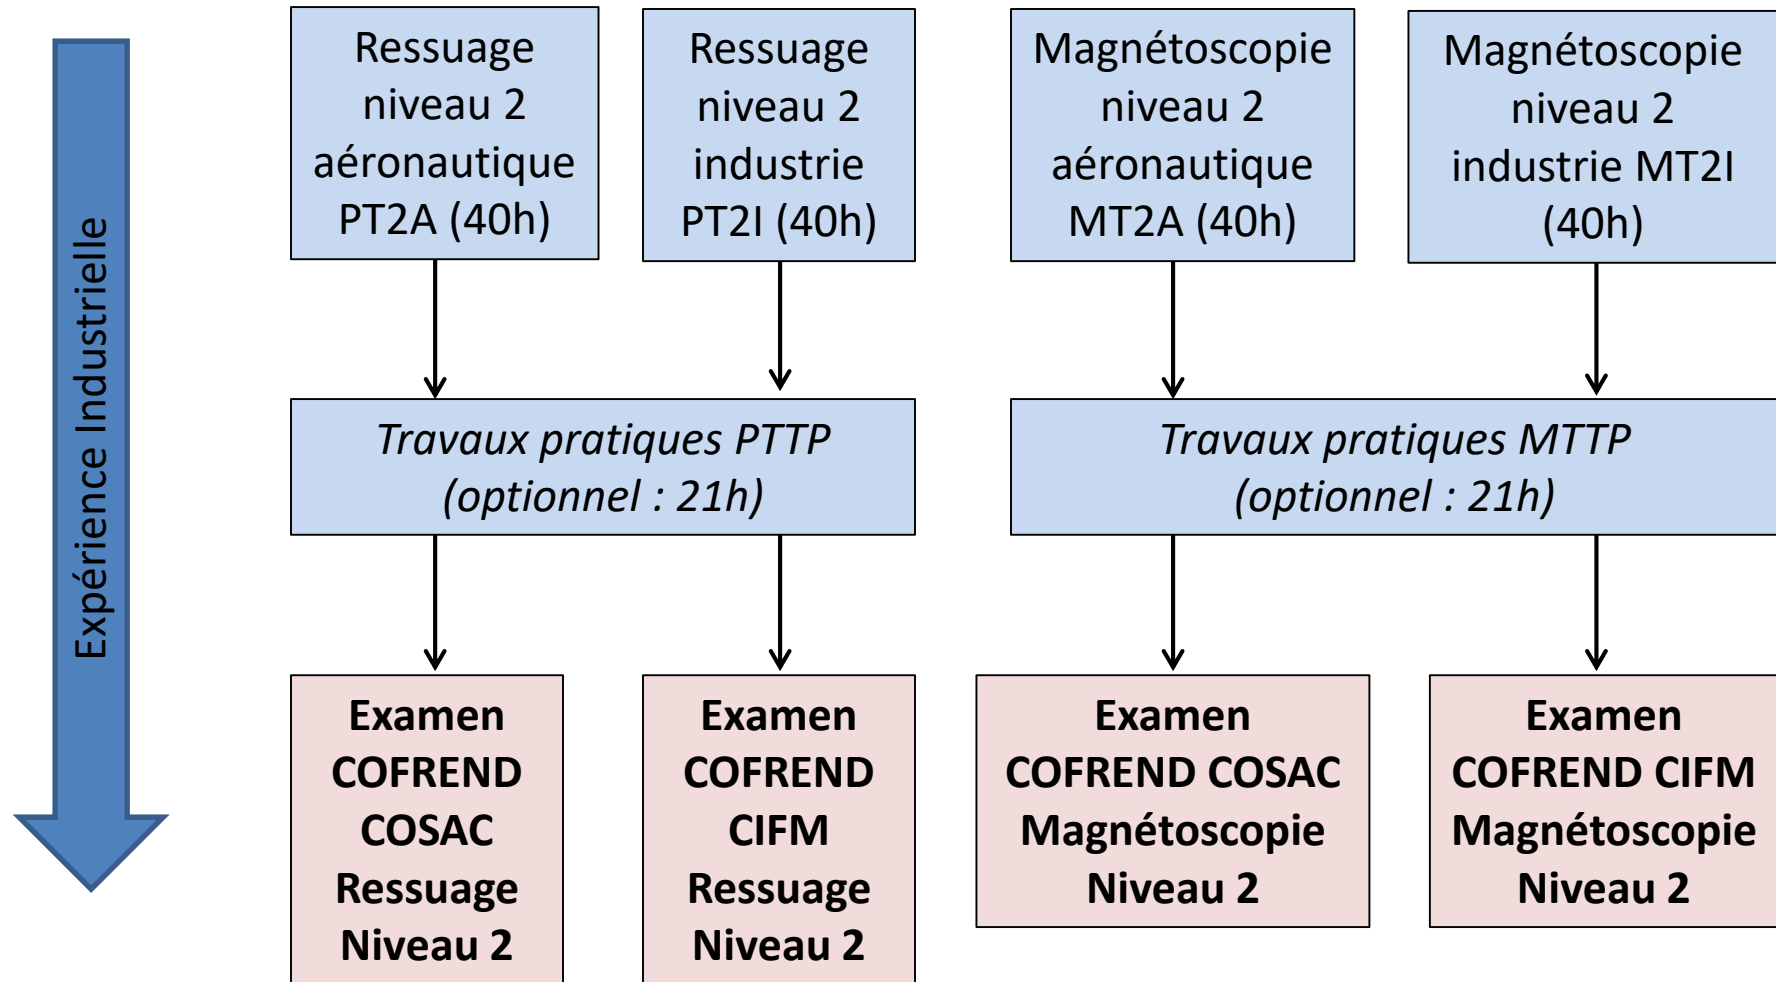 Expérience Industrielle
Ressuage
niveau 2
aéronautique
PT2A (40h)
Ressuage
niveau 2
industrie
PT2I (40h)
Magnétoscopie
niveau 2
aéronautique
MT2A (40h)
Magnétoscopie
niveau 2
industrie MT2I
(40h)
Travaux pratiques PTTP
(optionnel : 21h)
Travaux pratiques MTTP
(optionnel : 21h)
Examen
COFREND
COSAC
Ressuage
Niveau 2
Examen
COFREND
CIFM
Ressuage
Niveau 2
Examen
COFREND COSAC
Magnétoscopie
Niveau 2
Examen
COFREND CIFM
Magnétoscopie
Niveau 2